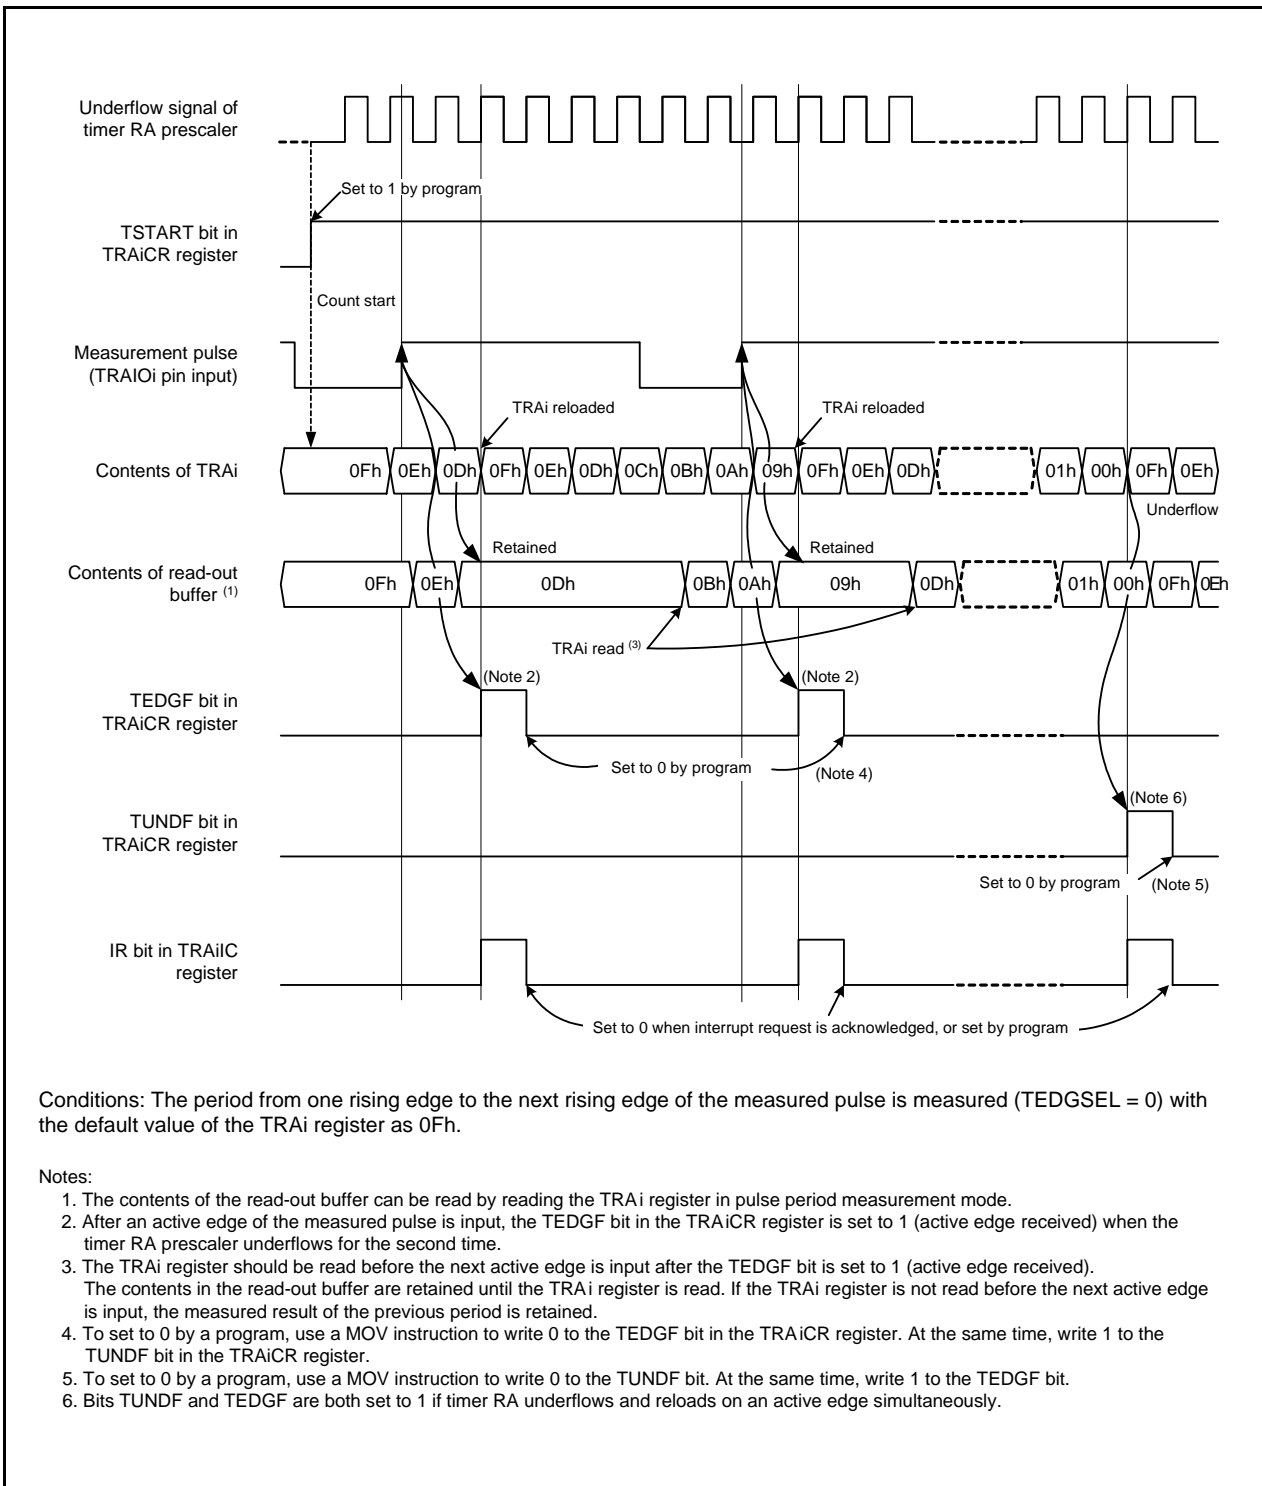 Underflow signal of
timer RA prescaler
Set to 1 by program
TSTART bit in
TRAiCR register
Count start
Measurement pulse
(TRAIOi pin input)
TRAi reloaded
TRAi reloaded
Contents of TRAi
0Fh 0Eh 0Dh 0Fh 0Eh 0Dh 0Ch 0Bh 0Ah 09h 0Fh 0Eh 0Dh 01h 00h 0Fh 0Eh
Underflow
Retained
Retained
Contents of read-out
buffer (1)
0Fh 0Eh 0Dh 0Bh 0Ah 09h 0Dh 01h 00h 0Fh 0Eh
TRAi read (3)
(Note 2)
(Note 2)
TEDGF bit in
TRAiCR register
Set to 0 by program
(Note 4)
(Note 6)
TUNDF bit in
TRAiCR register
Set to 0 by program
(Note 5)
IR bit in TRAiIC
register
Set to 0 when interrupt request is acknowledged, or set by program
Conditions: The period from one rising edge to the next rising edge of the measured pulse is measured (TEDGSEL = 0) with
the default value of the TRAi register as 0Fh.
Notes:
1. The contents of the read-out buffer can be read by reading the TRAi register in pulse period measurement mode.
2. After an active edge of the measured pulse is input, the TEDGF bit in the TRAiCR register is set to 1 (active edge received) when the
timer RA prescaler underflows for the second time.
3. The TRAi register should be read before the next active edge is input after the TEDGF bit is set to 1 (active edge received).
The contents in the read-out buffer are retained until the TRAi register is read. If the TRAi register is not read before the next active edge
is input, the measured result of the previous period is retained.
4. To set to 0 by a program, use a MOV instruction to write 0 to the TEDGF bit in the TRAiCR register. At the same time, write 1 to the
TUNDF bit in the TRAiCR register.
5. To set to 0 by a program, use a MOV instruction to write 0 to the TUNDF bit. At the same time, write 1 to the TEDGF bit.
6. Bits TUNDF and TEDGF are both set to 1 if timer RA underflows and reloads on an active edge simultaneously.